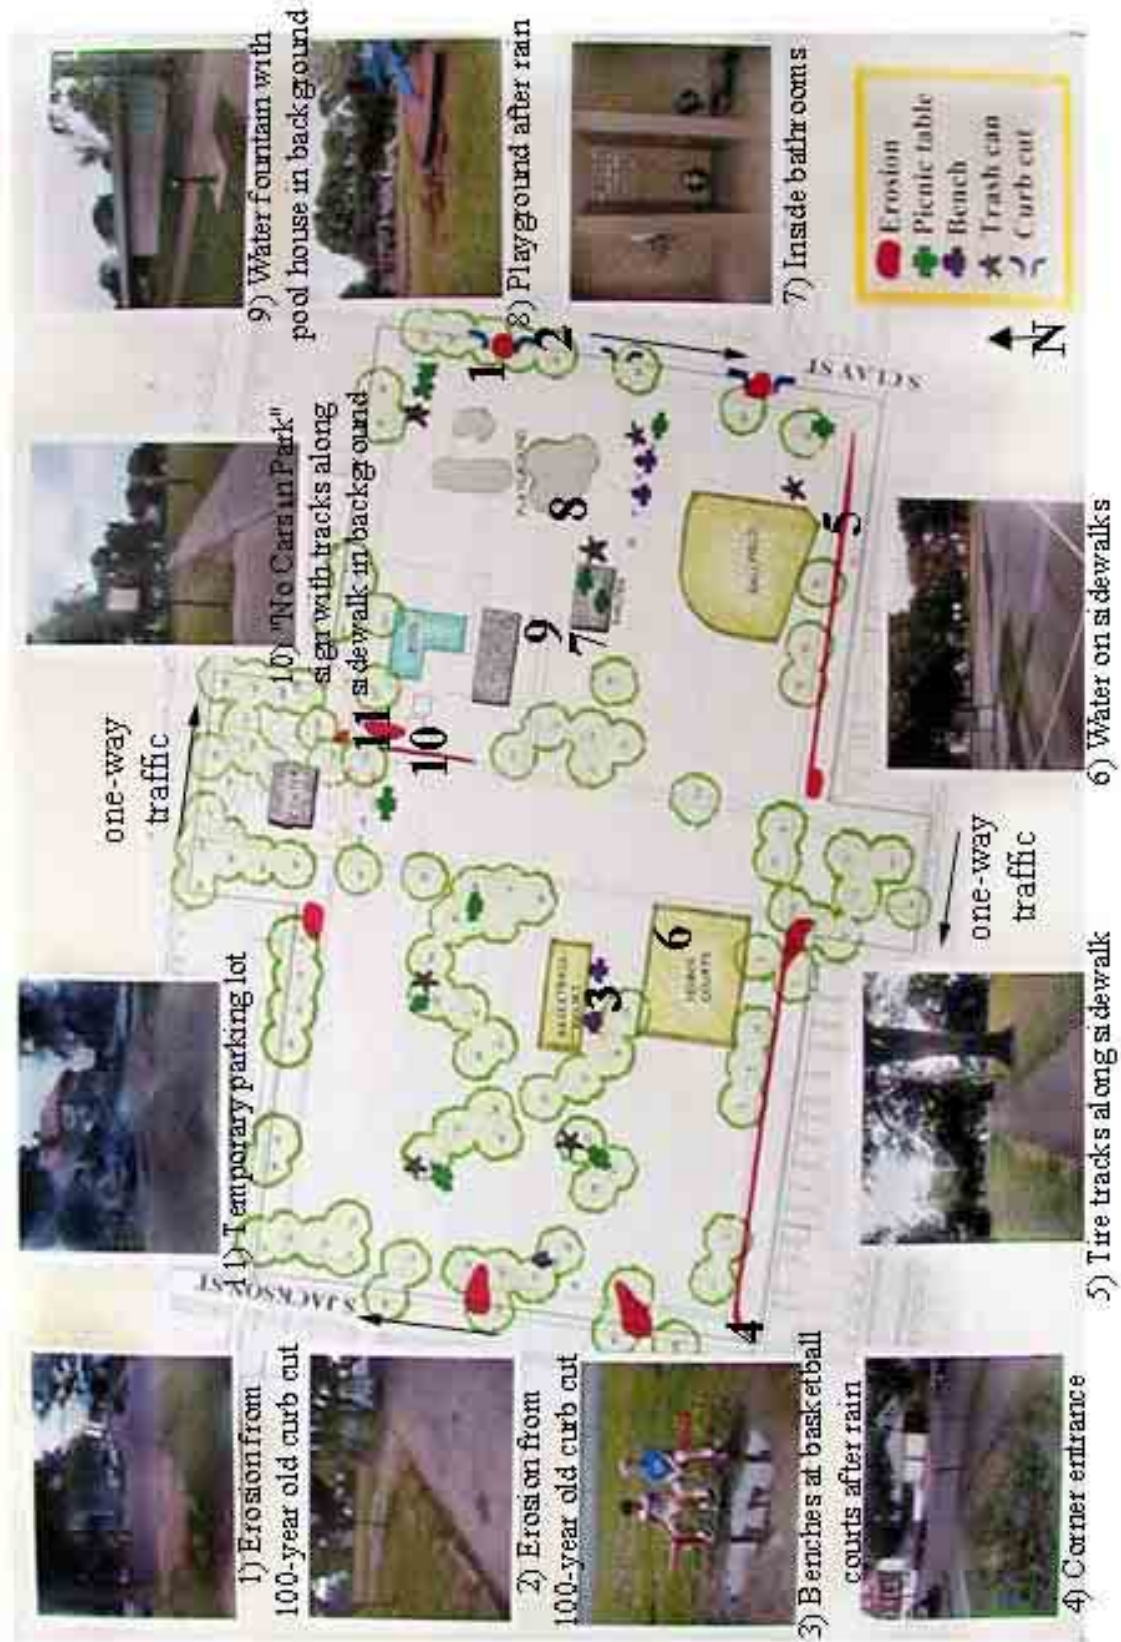 1) Erosion from
100-year old curb cut
2) Erosion from
100-year old curb cut
3) Benches at basketball
courts after rain
4) Corner entrance
5) Tire tracks along sidewalk
6) Water on sidewalks
7) Inside bathrooms
8) Playground after rain
9) Water fountain with
pool house in background
10) "No Cars in Park"
sign with tracks along
sidewalk in background
11) Temporary parking lot
one-way
traffic
one-way
traffic
S JACKSON ST
S CLAY ST
BASKETBALL
TENNIS
COURTS
BALLFIELD
PLAYGROUND
1
2
3
4
5
6
7
8
9
10
11
Erosion
Picnic table
Bench
Trash can
Curb cut
N